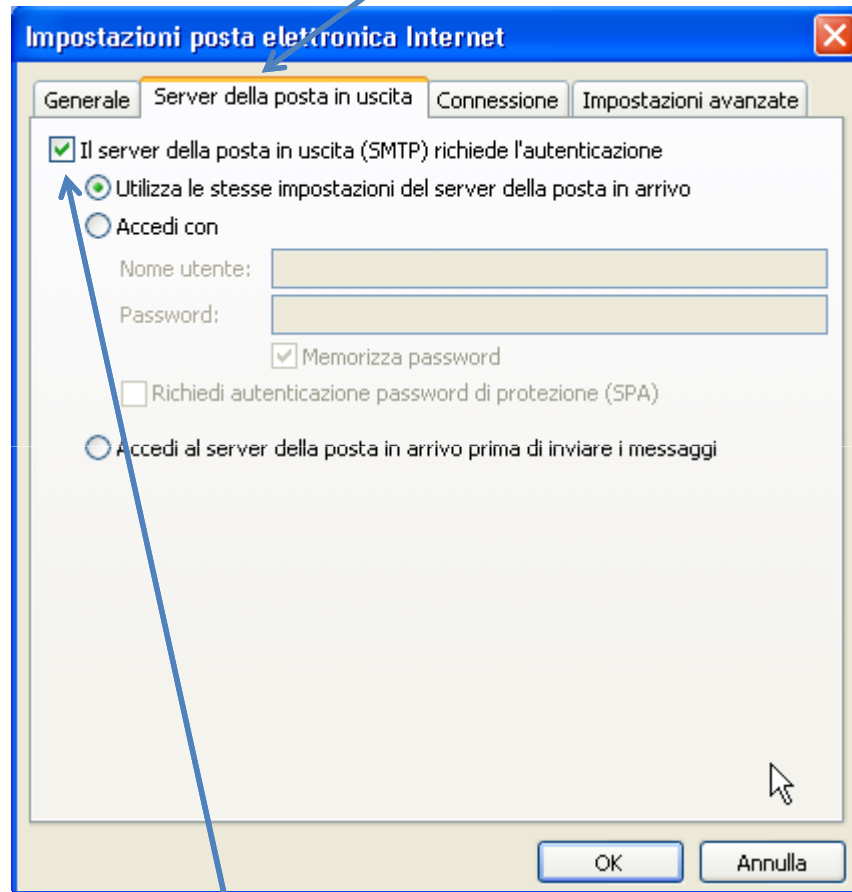 Impostazioni posta elettronica Internet
Generale Server della posta in uscita Connessione Impostazioni avanzate
Il server della posta in uscita (SMTP) richiede l'autenticazione
Utilizza le stesse impostazioni del server della posta in arrivo
Accedi con
Nome utente:
Password:
Memorizza password
Richiedi autenticazione password di protezione (SPA)
Accedi al server della posta in arrivo prima di inviare i messaggi
OK Annulla